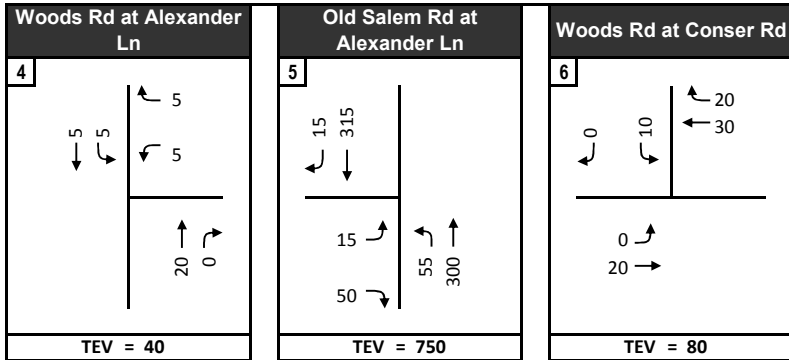 Woods Rd at Alexander
Ln
4
5
5 5
5
20 0
TEV = 40
Old Salem Rd at
Alexander Ln
5
15 315
15
50
55 300
TEV = 750
Woods Rd at Conser Rd
6
20
0 10
30
0
20
TEV = 80